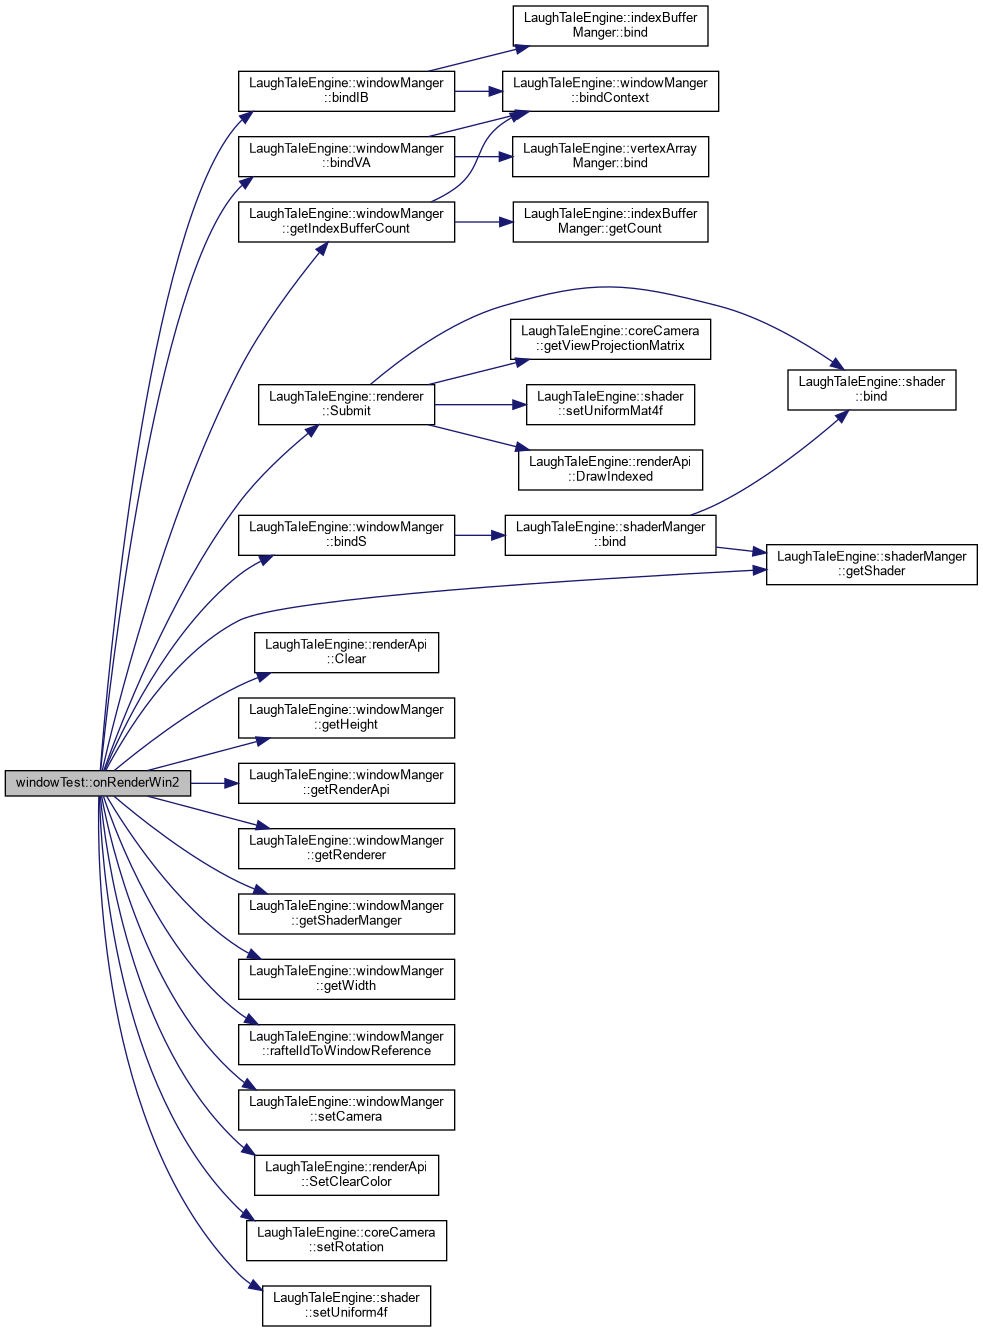 LaughTaleEngine::indexBuffer
Manger::bind
LaughTaleEngine::windowManger
::bindIB
LaughTaleEngine::windowManger
::bindContext
LaughTaleEngine::windowManger
::bindVA
LaughTaleEngine::vertexArray
Manger::bind
LaughTaleEngine::windowManger
::getIndexBufferCount
LaughTaleEngine::indexBuffer
Manger::getCount
LaughTaleEngine::coreCamera
::getViewProjectionMatrix
LaughTaleEngine::renderer
::Submit
LaughTaleEngine::shader
::setUniformMat4f
LaughTaleEngine::shader
::bind
LaughTaleEngine::renderApi
::DrawIndexed
LaughTaleEngine::windowManger
::bindS
LaughTaleEngine::shaderManger
::bind
LaughTaleEngine::shaderManger
::getShader
LaughTaleEngine::renderApi
::Clear
LaughTaleEngine::windowManger
::getHeight
windowTest::onRenderWin2
LaughTaleEngine::windowManger
::getRenderApi
LaughTaleEngine::windowManger
::getRenderer
LaughTaleEngine::windowManger
::getShaderManger
LaughTaleEngine::windowManger
::getWidth
LaughTaleEngine::windowManger
::raftelIdToWindowReference
LaughTaleEngine::windowManger
::setCamera
LaughTaleEngine::renderApi
::SetClearColor
LaughTaleEngine::coreCamera
::setRotation
LaughTaleEngine::shader
::setUniform4f